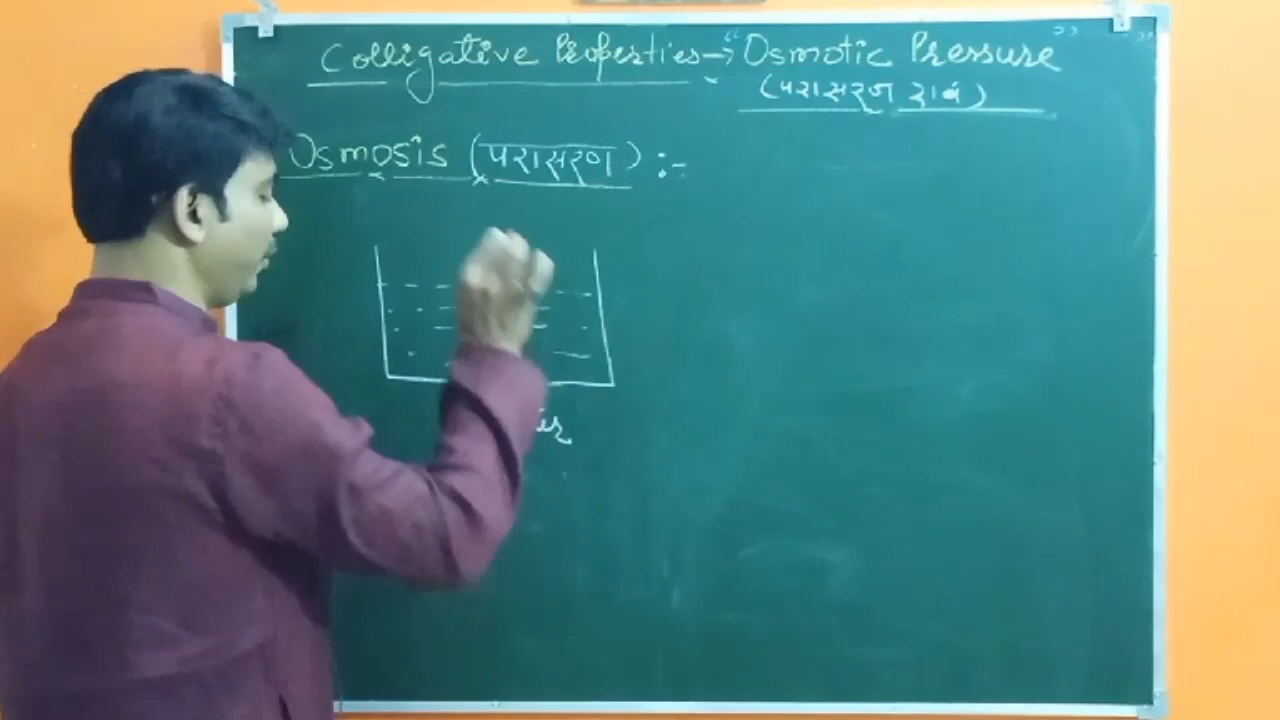 Colligative Properties → "Osmotic Pressure"
(परासरण दाब)
Osmosis (परासरण) :-